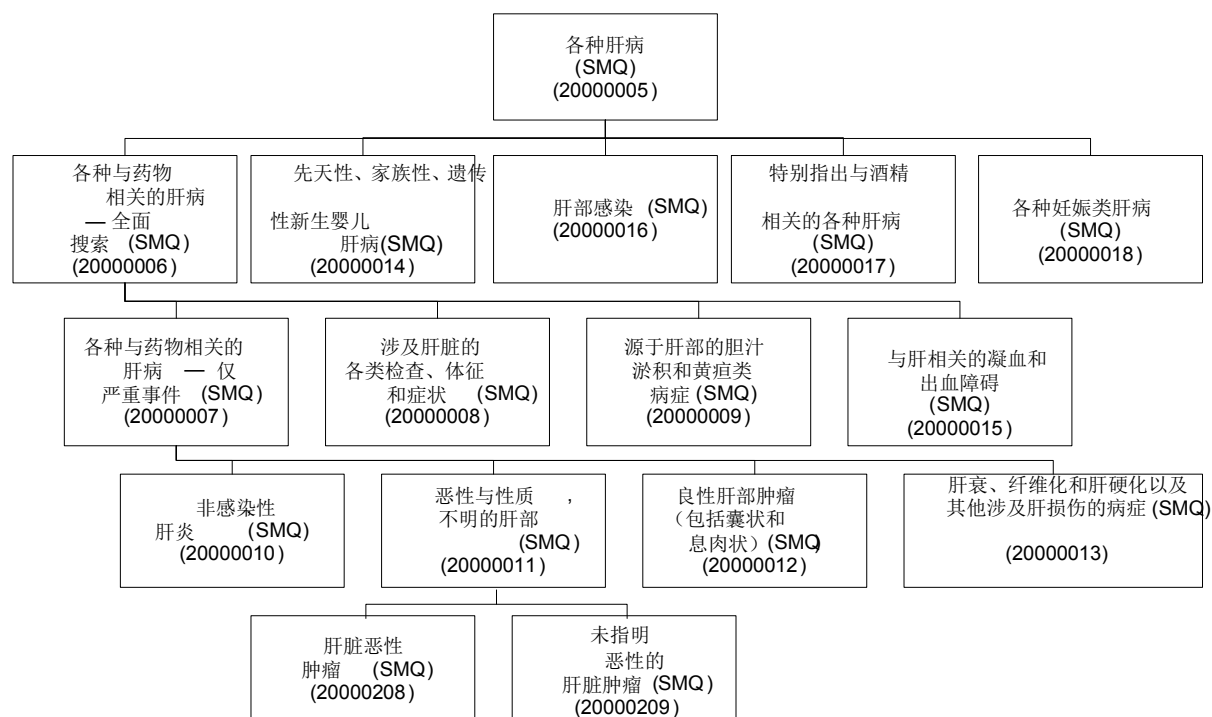 各种肝病
(SMQ)
(20000005)
各种与药物
相关的肝病
— 全面
搜索 (SMQ)
(20000006)
先天性、家族性、遗传
性新生婴儿
肝病(SMQ)
(20000014)
肝部感染 (SMQ)
(20000016)
特别指出与酒精
相关的各种肝病
(SMQ)
(20000017)
各种妊娠类肝病
(SMQ)
(20000018)
各种与药物相关的
肝病 — 仅
严重事件 (SMQ)
(20000007)
涉及肝脏的
各类检查、体征
和症状 (SMQ)
(20000008)
源于肝部的胆汁
淤积和黄疸类
病症 (SMQ)
(20000009)
与肝相关的凝血和
出血障碍
(SMQ)
(20000015)
非感染性
肝炎 (SMQ)
(20000010)
恶性与性质 ,
不明的肝部
(SMQ)
(20000011)
良性肝部肿瘤
(包括囊状和
息肉状) (SMQ)
(20000012)
肝衰、纤维化和肝硬化以及
其他涉及肝损伤的病症 (SMQ)
(20000013)
肝脏恶性
肿瘤 (SMQ)
(20000208)
未指明
恶性的
肝脏肿瘤 (SMQ)
(20000209)